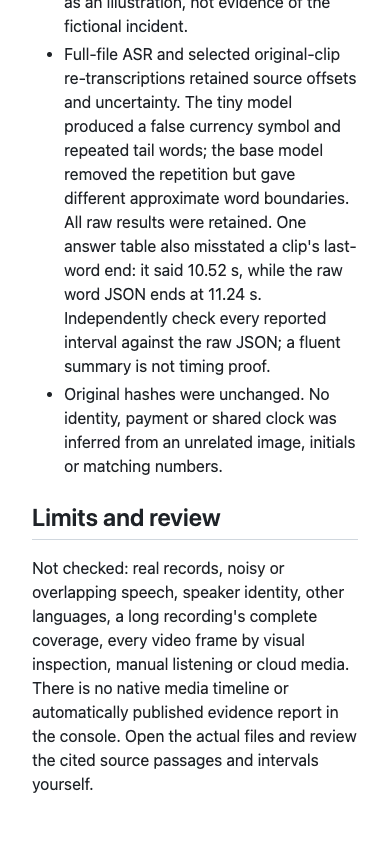 as an illustration, not evidence of the
fictional incident.
• Full-file ASR and selected original-clip
re-transcriptions retained source offsets
and uncertainty. The tiny model
produced a false currency symbol and
repeated tail words; the base model
removed the repetition but gave
different approximate word boundaries.
All raw results were retained. One
answer table also misstated a clip's last-
word end: it said 10.52 s, while the raw
word JSON ends at 11.24 s.
Independently check every reported
interval against the raw JSON; a fluent
summary is not timing proof.
• Original hashes were unchanged. No
identity, payment or shared clock was
inferred from an unrelated image, initials
or matching numbers.
Limits and review
Not checked: real records, noisy or
overlapping speech, speaker identity, other
languages, a long recording's complete
coverage, every video frame by visual
inspection, manual listening or cloud media.
There is no native media timeline or
automatically published evidence report in
the console. Open the actual files and review
the cited source passages and intervals
yourself.